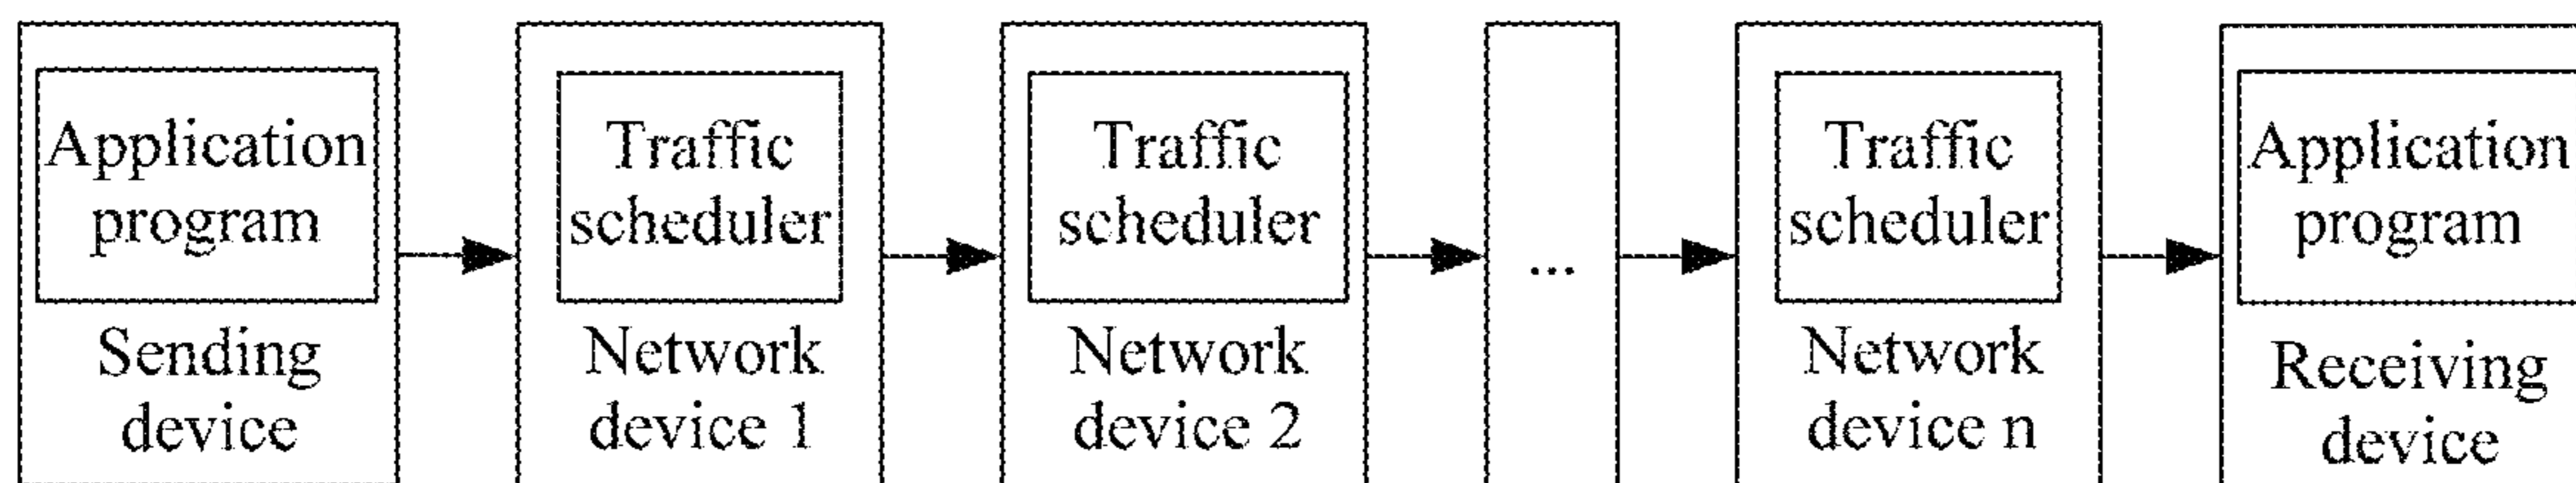 Application
program
Sending
device
Traffic
scheduler
Network
device 1
Traffic
scheduler
Network
device 2
...
Traffic
scheduler
Network
device n
Application
program
Receiving
device